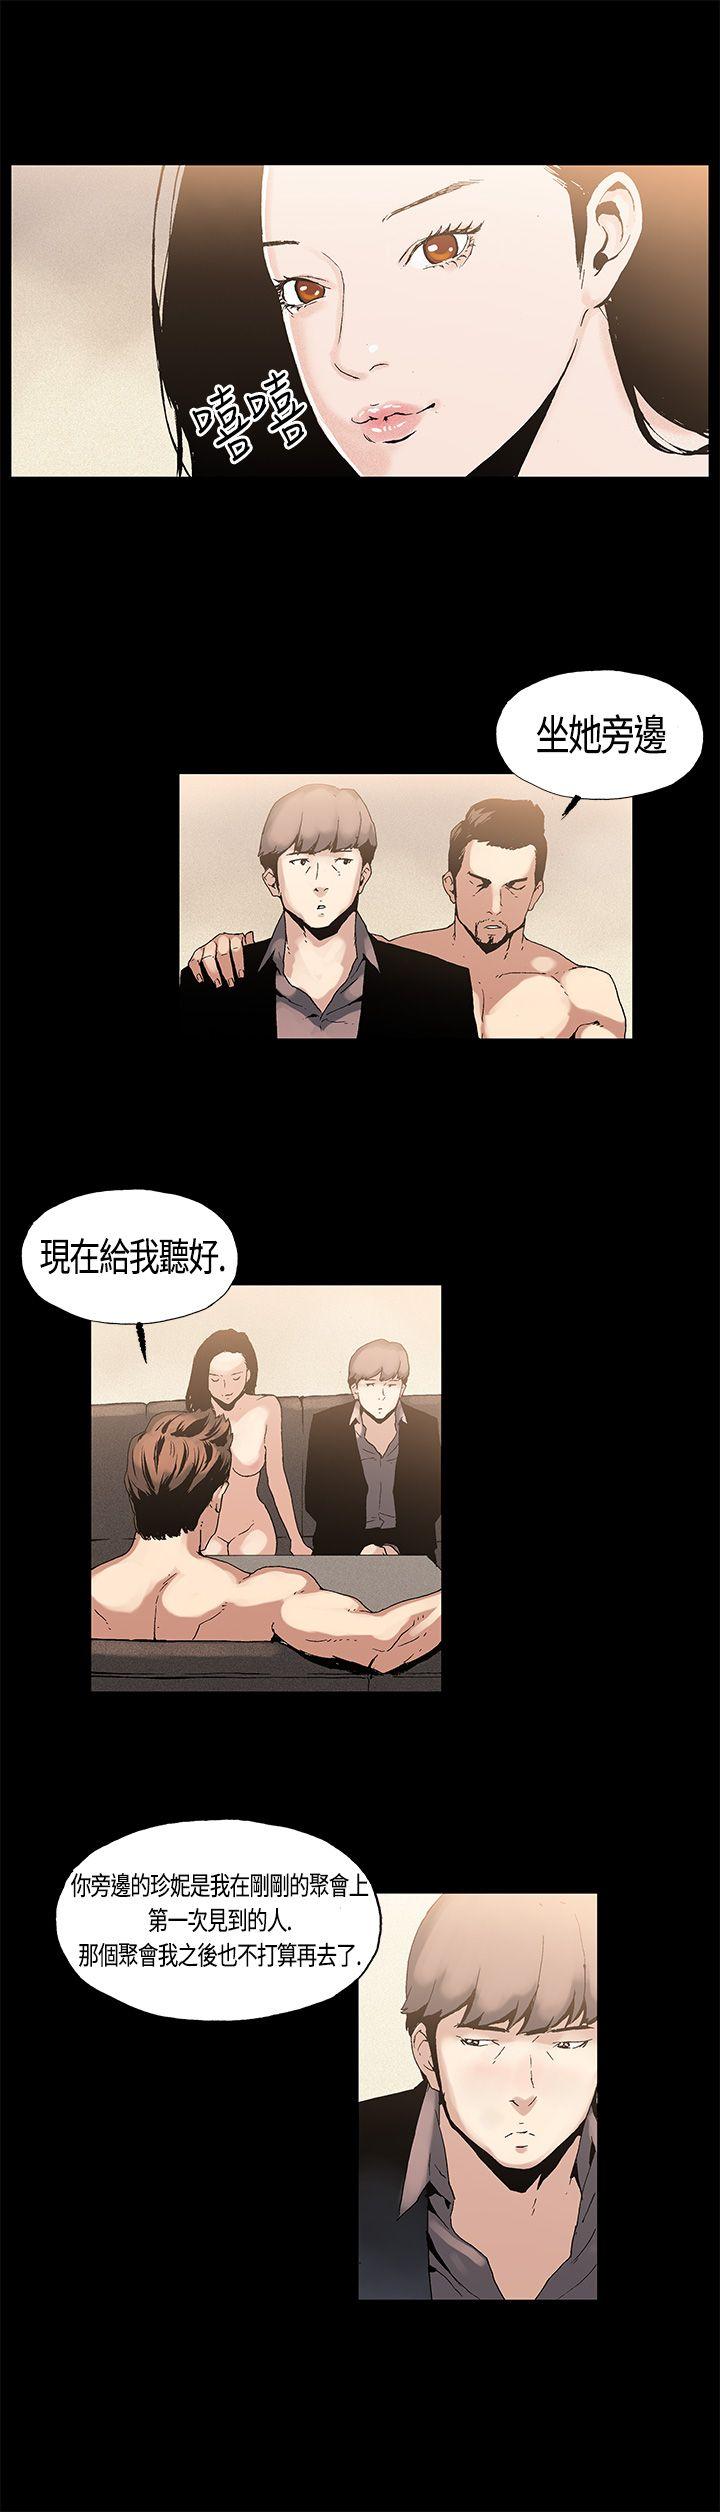 嘻嘻
坐她旁邊
現在給我聽好.
你旁邊的珍妮是我在剛剛的聚會上
第一次見到的人.
那個聚會我之後也不打算再去了.